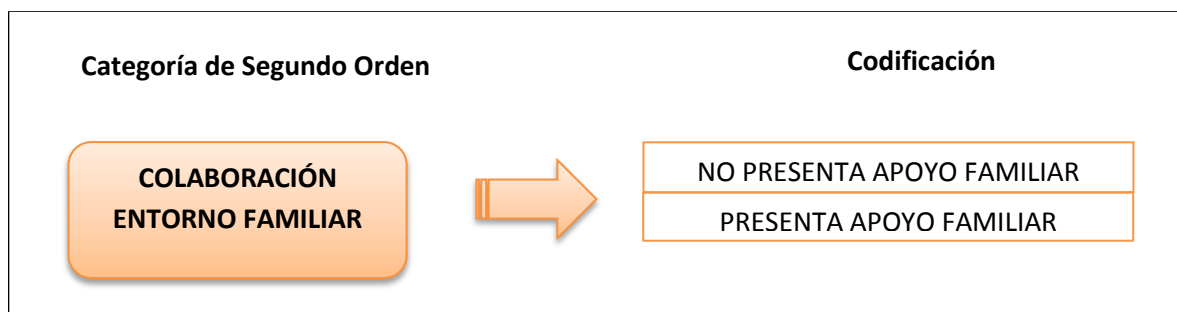 Categoría de Segundo Orden
Codificación
COLABORACIÓN
ENTORNO FAMILIAR
NO PRESENTA APOYO FAMILIAR
PRESENTA APOYO FAMILIAR